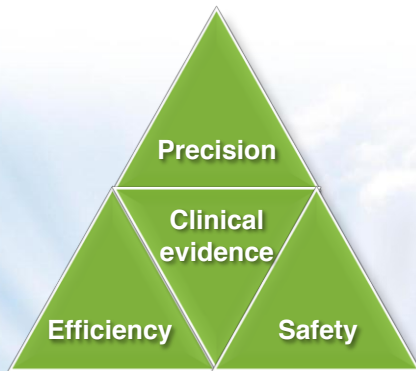 Precision
Clinical
evidence
Efficiency
Safety